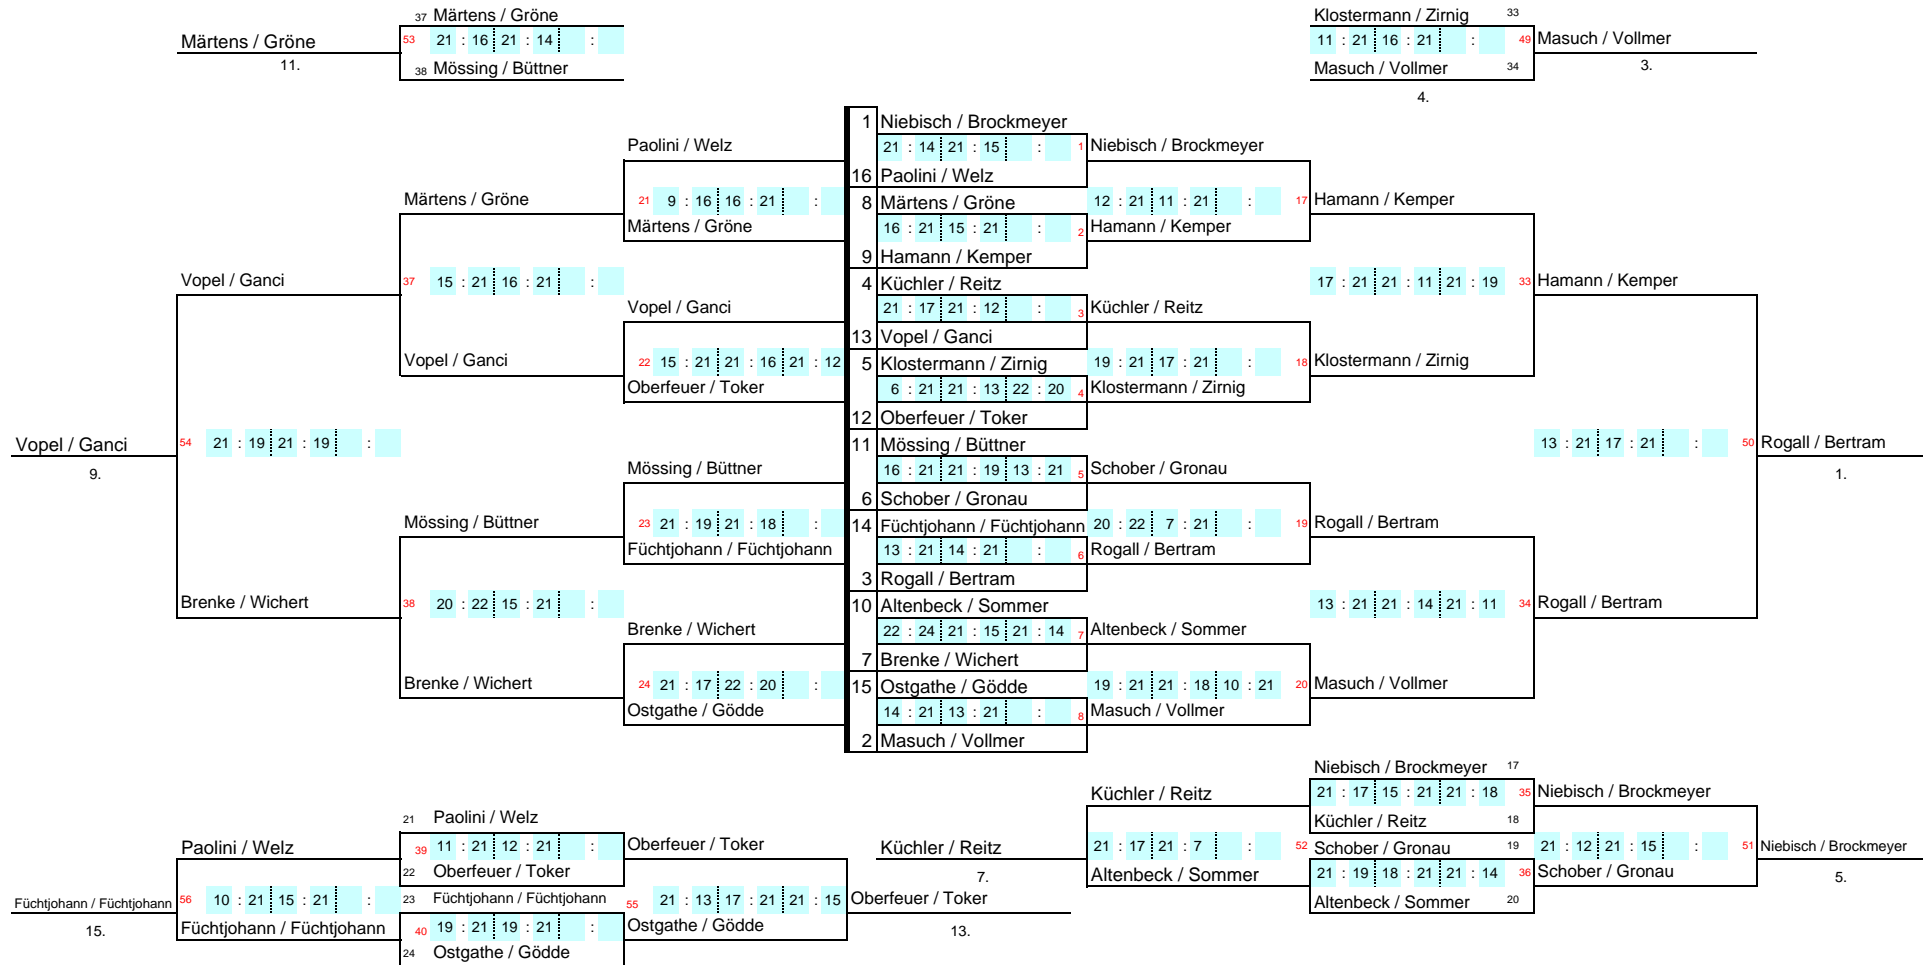 37 Märtens / Gröne
Klostermann / Zirnig 33
Märtens / Gröne 53 21 : 16 21 : 14 :
11 : 21 16 : 21 : 49 Masuch / Vollmer
11.
38 Mössing / Büttner
Masuch / Vollmer 34
3.
4.
1 Niebisch / Brockmeyer
Paolini / Welz
21 : 14 21 : 15 : 1 Niebisch / Brockmeyer
16 Paolini / Welz
Märtens / Gröne
21 9 : 16 16 : 21 :
8 Märtens / Gröne
12 : 21 11 : 21 : 17 Hamann / Kemper
Märtens / Gröne
16 : 21 15 : 21 : 2 Hamann / Kemper
9 Hamann / Kemper
Vopel / Ganci
37 15 : 21 16 : 21 :
4 Küchler / Reitz
17 : 21 21 : 11 21 : 19 33 Hamann / Kemper
Vopel / Ganci
21 : 17 21 : 12 : 3 Küchler / Reitz
13 Vopel / Ganci
Vopel / Ganci
22 15 : 21 21 : 16 21 : 12
5 Klostermann / Zirnig
19 : 21 17 : 21 : 18 Klostermann / Zirnig
Oberfeuer / Toker
6 : 21 21 : 13 22 : 20 4 Klostermann / Zirnig
12 Oberfeuer / Toker
Vopel / Ganci 54 21 : 19 21 : 19 :
11 Mössing / Büttner
13 : 21 17 : 21 : 50 Rogall / Bertram
9.
Mössing / Büttner
16 : 21 21 : 19 13 : 21 5 Schober / Gronau
1.
6 Schober / Gronau
Mössing / Büttner
23 21 : 19 21 : 18 :
14 Füchtjohann / Füchtjohann
20 : 22 7 : 21 : 19 Rogall / Bertram
Füchtjohann / Füchtjohann
13 : 21 14 : 21 : 6 Rogall / Bertram
3 Rogall / Bertram
Brenke / Wichert
38 20 : 22 15 : 21 :
10 Altenbeck / Sommer
13 : 21 21 : 14 21 : 11 34 Rogall / Bertram
Brenke / Wichert
22 : 24 21 : 15 21 : 14 7 Altenbeck / Sommer
7 Brenke / Wichert
Brenke / Wichert
24 21 : 17 22 : 20 :
15 Ostgathe / Gödde
19 : 21 21 : 18 10 : 21 20 Masuch / Vollmer
Ostgathe / Gödde
14 : 21 13 : 21 : 8 Masuch / Vollmer
2 Masuch / Vollmer
Niebisch / Brockmeyer 17
Küchler / Reitz
21 : 17 15 : 21 21 : 18 35 Niebisch / Brockmeyer
21 Paolini / Welz
Küchler / Reitz 18
Paolini / Welz
39 11 : 21 12 : 21 : Oberfeuer / Toker
Küchler / Reitz
21 : 17 21 : 7 : 52 Schober / Gronau 19
21 : 12 21 : 15 : 51 Niebisch / Brockmeyer
22 Oberfeuer / Toker
7.
Altenbeck / Sommer
21 : 19 18 : 21 21 : 14 36 Schober / Gronau
5.
Füchtjohann / Füchtjohann 56 10 : 21 15 : 21 :
23 Füchtjohann / Füchtjohann
55 21 : 13 17 : 21 21 : 15 Oberfeuer / Toker
Altenbeck / Sommer 20
15.
Füchtjohann / Füchtjohann
40 19 : 21 19 : 21 : Ostgathe / Gödde
13.
24 Ostgathe / Gödde